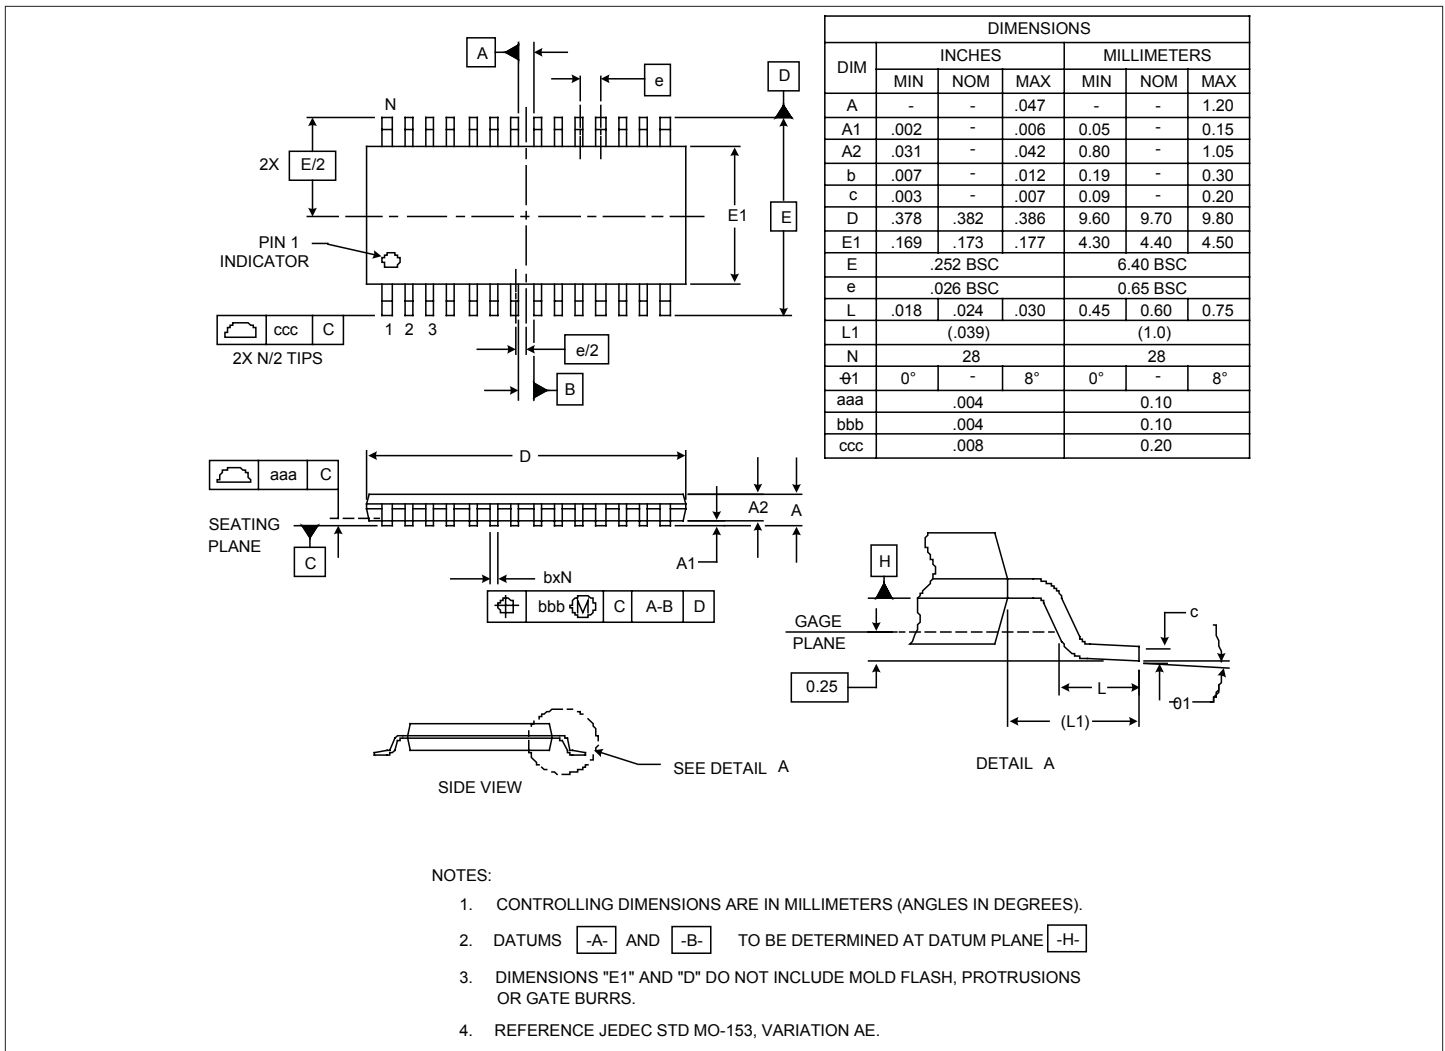 A
e
D
N
2X E/2
E1
E
PIN 1
INDICATOR
ccc C
1 2 3
2X N/2 TIPS
e/2
B
DIMENSIONS
DIM INCHES MILLIMETERS
MIN NOM MAX MIN NOM MAX
A - - .047 - - 1.20
A1 .002 - .006 0.05 - 0.15
A2 .031 - .042 0.80 - 1.05
b .007 - .012 0.19 - 0.30
c .003 - .007 0.09 - 0.20
D .378 .382 .386 9.60 9.70 9.80
E1 .169 .173 .177 4.30 4.40 4.50
E .252 BSC 6.40 BSC
e .026 BSC 0.65 BSC
L .018 .024 .030 0.45 0.60 0.75
L1 (.039) (1.0)
N 28 28
θ1 0° - 8° 0° - 8°
aaa .004 0.10
bbb .004 0.10
ccc .008 0.20
D
aaa C
A2 A
SEATING
PLANE
C
A1
bxN
bbb M C A-B D
H
GAGE
PLANE
c
0.25
L
θ1
(L1)
SEE DETAIL A
DETAIL A
SIDE VIEW
NOTES:
1. CONTROLLING DIMENSIONS ARE IN MILLIMETERS (ANGLES IN DEGREES).
2. DATUMS -A- AND -B- TO BE DETERMINED AT DATUM PLANE -H-
3. DIMENSIONS "E1" AND "D" DO NOT INCLUDE MOLD FLASH, PROTRUSIONS
OR GATE BURRS.
4. REFERENCE JEDEC STD MO-153, VARIATION AE.